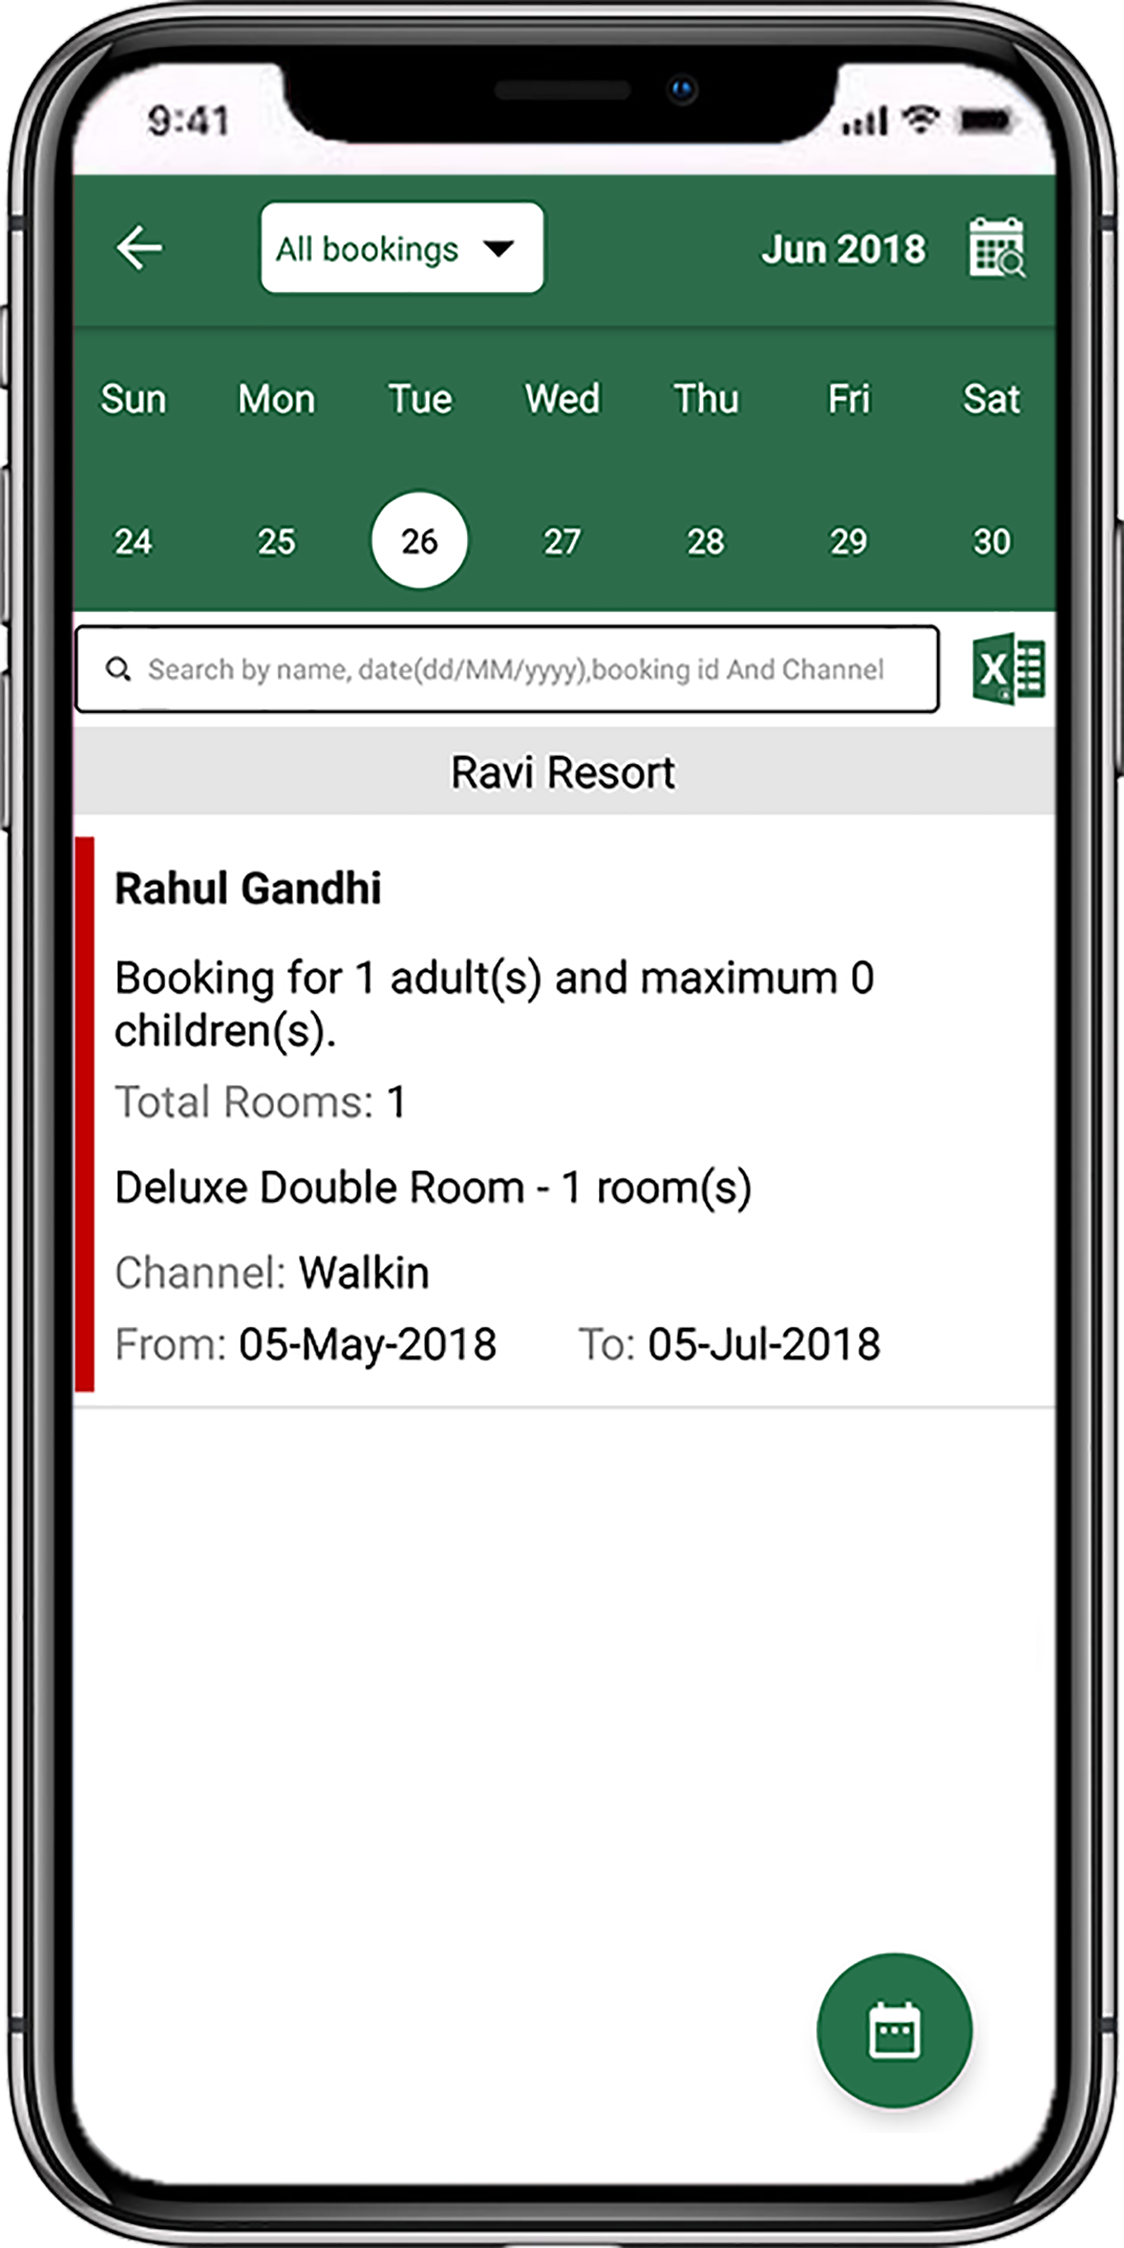 9:41
All bookings
Jun 2018
Sun Mon Tue Wed Thu Fri Sat
24 25 26 27 28 29 30
Search by name, date(dd/MM/yyyy),booking id And Channel
X
Ravi Resort
Rahul Gandhi
Booking for 1 adult(s) and maximum 0
children(s).
Total Rooms: 1
Deluxe Double Room - 1 room(s)
Channel: Walkin
From: 05-May-2018 To: 05-Jul-2018